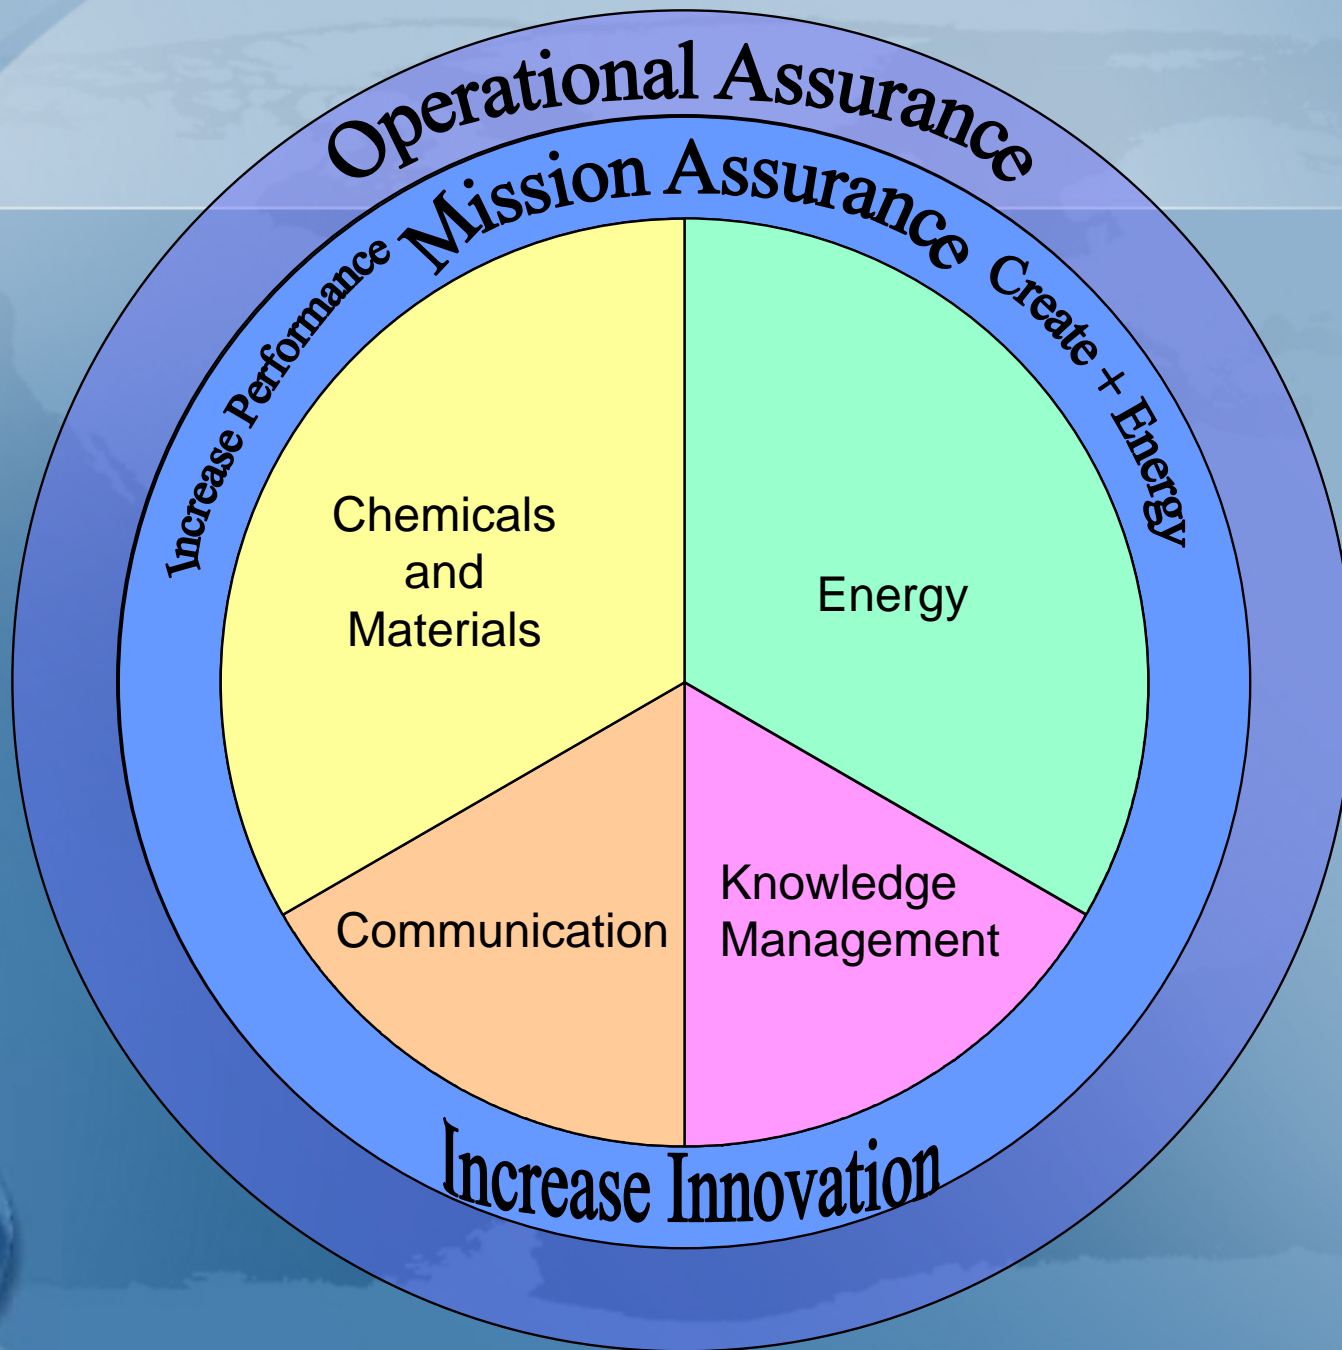 Operational Assurance
Mission Assurance
Increase Performance
Create + Energy
Chemicals
and
Materials
Energy
Communication
Knowledge
Management
Increase Innovation